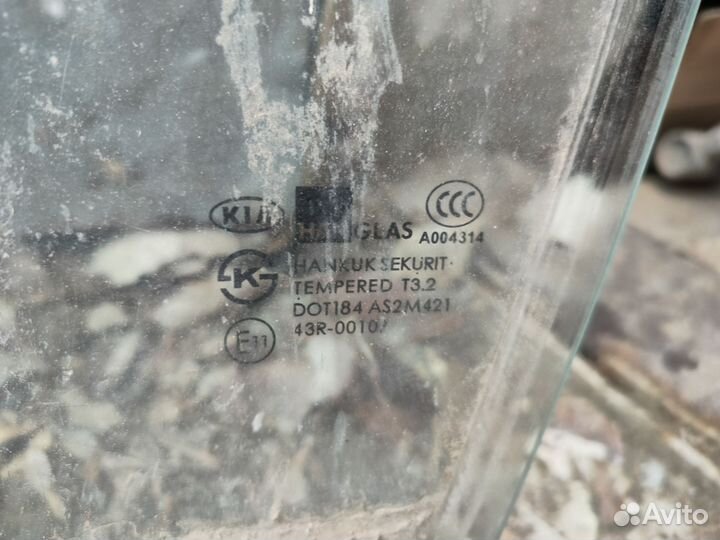 KIA
GLAS
CCC
A004314
K
HANKUK SEKURIT
TEMPERED T3.2
DOT184 AS2M421
E11
43R-0010
Avito